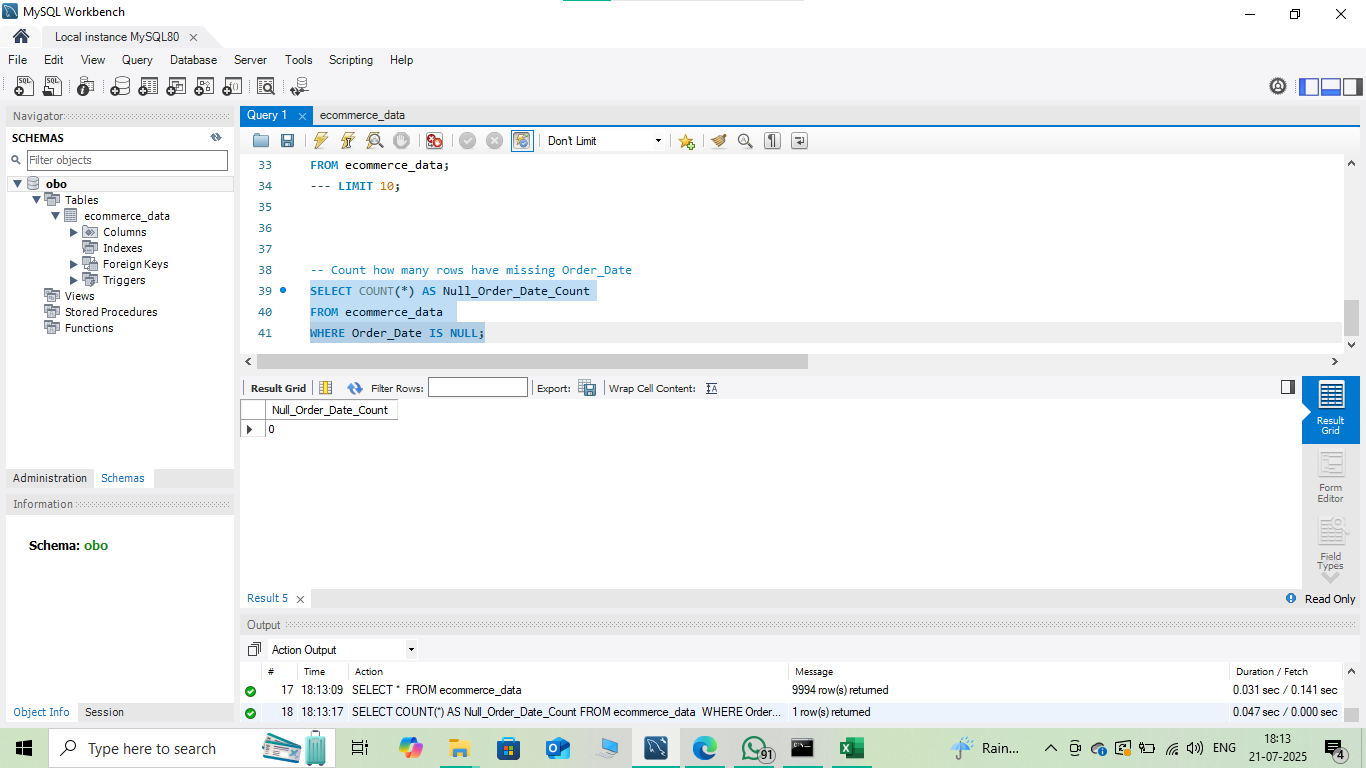 MySQL Workbench
Local instance MySQL80
File Edit View Query Database Server Tools Scripting Help
Navigator
SCHEMAS
Filter objects
obo
Tables
ecommerce_data
Columns
Indexes
Foreign Keys
Triggers
Views
Stored Procedures
Functions
Administration Schemas
Information
Schema: obo
Object Info Session
Query 1 ecommerce_data
Don't Limit
33 FROM ecommerce_data;
34 --- LIMIT 10;
35
36
37
38 -- Count how many rows have missing Order_Date
39 SELECT COUNT(*) AS Null_Order_Date_Count
40 FROM ecommerce_data
41 WHERE Order_Date IS NULL;
Result Grid Filter Rows: Export: Wrap Cell Content:
Null_Order_Date_Count
0
Result Grid
Form Editor
Field Types
Result 5
Read Only
Output
Action Output
# Time Action Message Duration / Fetch
17 18:13:09 SELECT * FROM ecommerce_data 9994 row(s) returned 0.031 sec / 0.141 sec
18 18:13:17 SELECT COUNT(*) AS Null_Order_Date_Count FROM ecommerce_data WHERE Order... 1 row(s) returned 0.047 sec / 0.000 sec
Type here to search
91
Rain...
ENG
18:13
21-07-2025
4